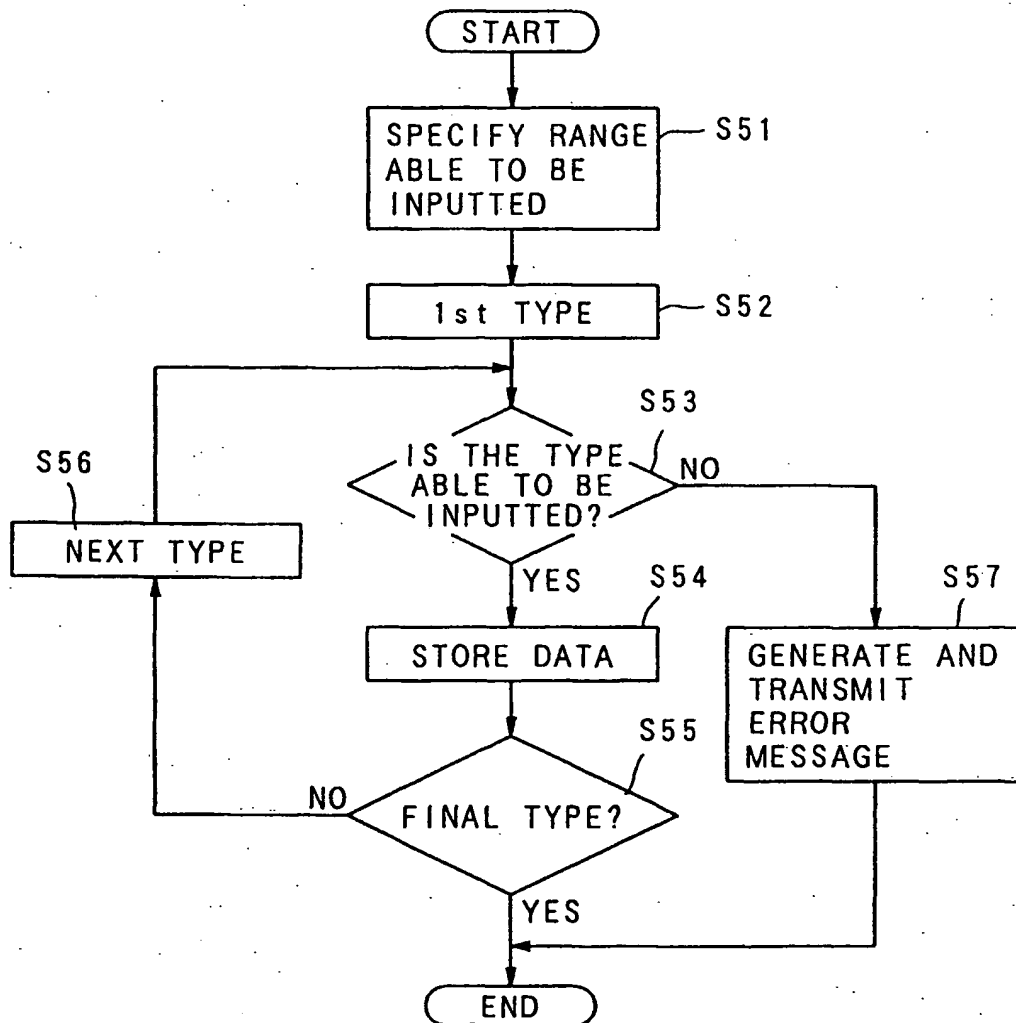 START
SPECIFY RANGE
ABLE TO BE
INPUTTED
S51
1st TYPE
S52
S53
IS THE TYPE
ABLE TO BE
INPUTTED?
NO
YES
S56
NEXT TYPE
S54
STORE DATA
S57
GENERATE AND
TRANSMIT
ERROR
MESSAGE
S55
FINAL TYPE?
NO
YES
END